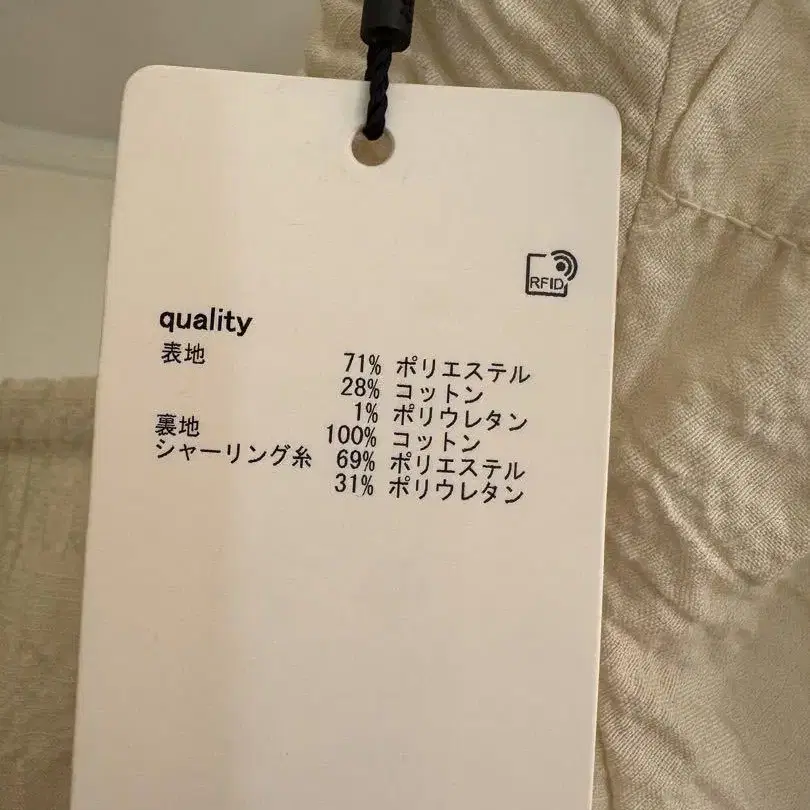 RFID
quality
表地 71% ポリエステル
28% コットン
1% ポリウレタン
裏地 100% コットン
シャーリング糸 69% ポリエステル
31% ポリウレタン